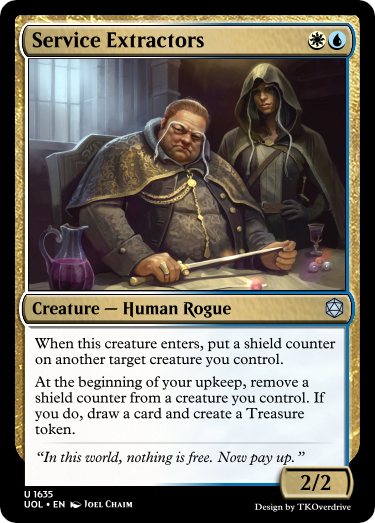 Service Extractors
Creature — Human Rogue
When this creature enters, put a shield counter
on another target creature you control.
At the beginning of your upkeep, remove a
shield counter from a creature you control. If
you do, draw a card and create a Treasure
token.
“In this world, nothing is free. Now pay up.”
2/2
U 1635
UOL • EN Joel Chaim
Design by TKOverdrive